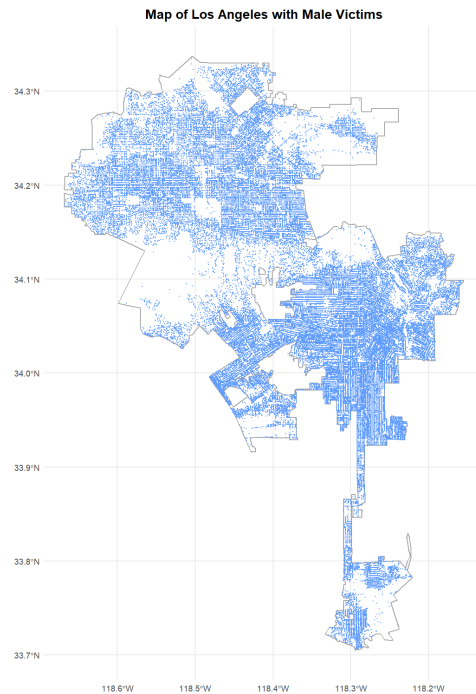 Map of Los Angeles with Male Victims
34.3°N
34.2°N
34.1°N
34.0°N
33.9°N
33.8°N
33.7°N
118.6°W 118.5°W 118.4°W 118.3°W 118.2°W